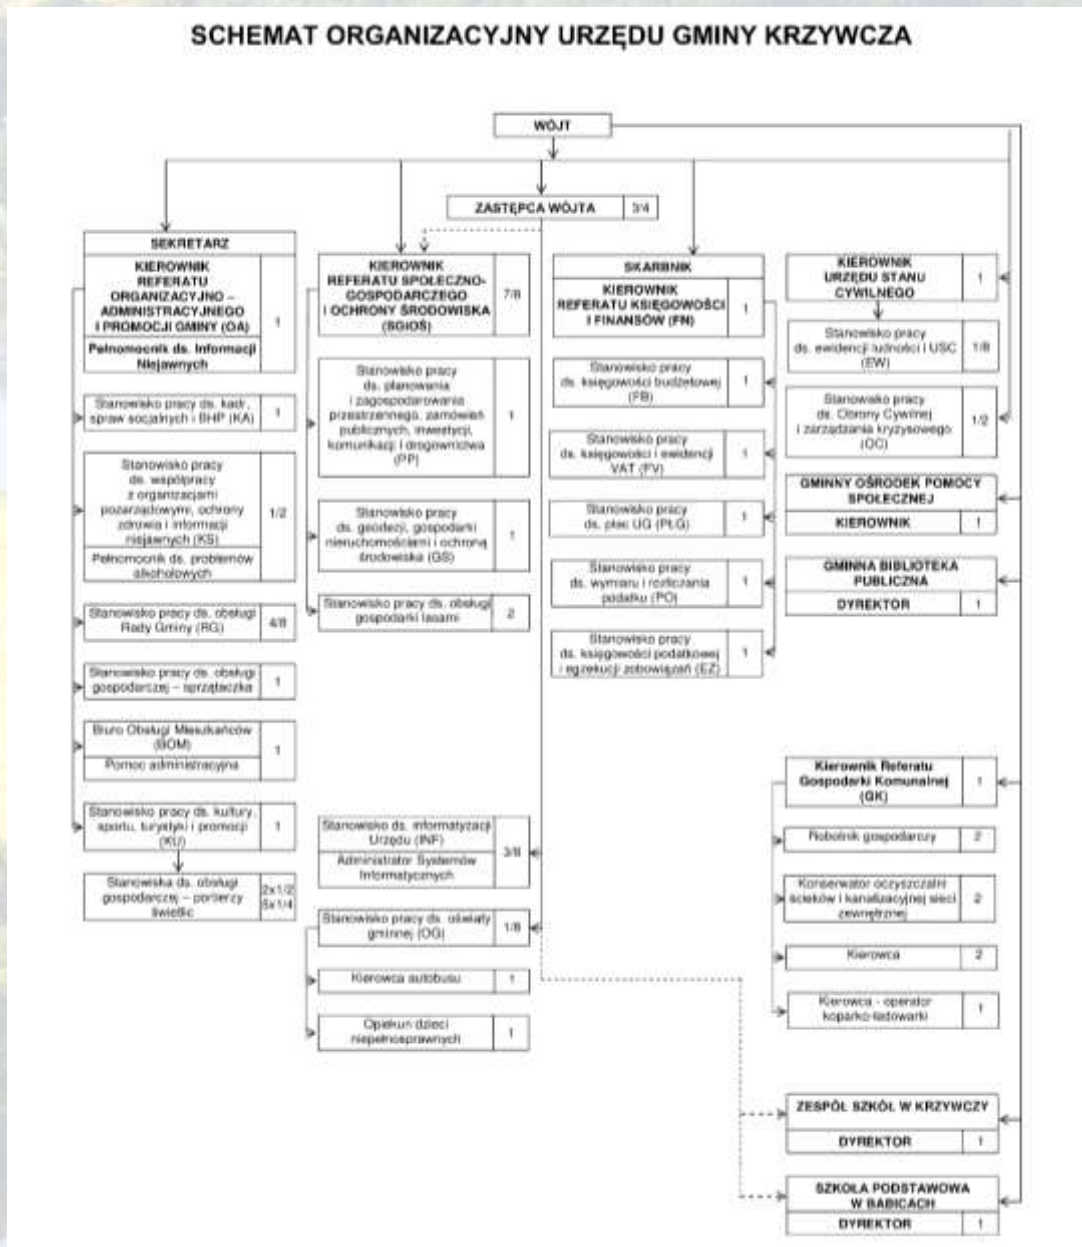 SCHEMAT ORGANIZACYJNY URZĘDU GMINY KRZYWCZA
WÓJT
ZASTĘPCA WÓJTA 3/4
SEKRETARZ
KIEROWNIK
REFERATU
ORGANIZACYJNO –
ADMINISTRACYJNEGO
I PROMOCJI GMINY (OA)
1
Pełnomocnik ds. Informacji
Niejawnych
Stanowisko pracy ds. kadr,
spraw socjalnych i BHP (KA)
1
Stanowisko pracy
ds. współpracy
z organizacjami
pozarządowymi, ochrony
zdrowia i informacji
niejawnych (KS)
1/2
Pełnomocnik ds. problemów
alkoholowych
Stanowisko pracy ds. obsługi
Rady Gminy (RG)
4/8
Stanowisko pracy ds. obsługi
gospodarczej – sprzątaczka
1
Biuro Obsługi Mieszkańców
(BOM)
1
Pomoc administracyjna
Stanowisko pracy ds. kultury,
sportu, turystyki i promocji
(KU)
1
Stanowiska ds. obsługi
gospodarczej – portierzy
świetlic
2x1/2
5x1/4
KIEROWNIK
REFERATU SPOŁECZNO-
GOSPODARCZEGO
I OCHRONY ŚRODOWISKA
(SGIOŚ)
7/8
Stanowisko pracy
ds. planowania
i zagospodarowania
przestrzennego, zamówień
publicznych, inwestycji,
komunikacji i drogownictwa
(PP)
1
Stanowisko pracy
ds. geodezji, gospodarki
nieruchomościami i ochroną
środowiska (GS)
1
Stanowisko pracy ds. obsługi
gospodarki lasami
2
Stanowisko ds. informatyzacji
Urzędu (INF)
3/8
Administrator Systemów
Informatycznych
Stanowisko pracy ds. oświaty
gminnej (OG)
1/8
Kierowca autobusu
1
Opiekun dzieci
niepełnosprawnych
1
SKARBNIK
KIEROWNIK
REFERATU KSIĘGOWOŚCI
I FINANSÓW (FN)
1
Stanowisko pracy
ds. księgowości budżetowej
(FB)
1
Stanowisko pracy
ds. księgowości i ewidencji
VAT (FV)
1
Stanowisko pracy
ds. płac UG (PŁG)
1
Stanowisko pracy
ds. wymiaru i rozliczania
podatku (PO)
1
Stanowisko pracy
ds. księgowości podatkowej
i egzekucji zobowiązań (EZ)
1
KIEROWNIK
URZĘDU STANU
CYWILNEGO
1
Stanowisko pracy
ds. ewidencji ludności i USC
(EW)
1/8
Stanowisko pracy
ds. Obrony Cywilnej
i zarządzania kryzysowego
(OC)
1/2
GMINNY OŚRODEK POMOCY
SPOŁECZNEJ
KIEROWNIK 1
GMINNA BIBLIOTEKA
PUBLICZNA
DYREKTOR 1
Kierownik Referatu
Gospodarki Komunalnej
(GK)
1
Robotnik gospodarczy 2
Konserwator oczyszczalni
ścieków i kanalizacyjnej sieci
zewnętrznej
2
Kierowca 2
Kierowca - operator
koparko-ładowarki
1
ZESPÓŁ SZKÓŁ W KRZYWCZY
DYREKTOR 1
SZKOŁA PODSTAWOWA
W BABICACH
DYREKTOR 1